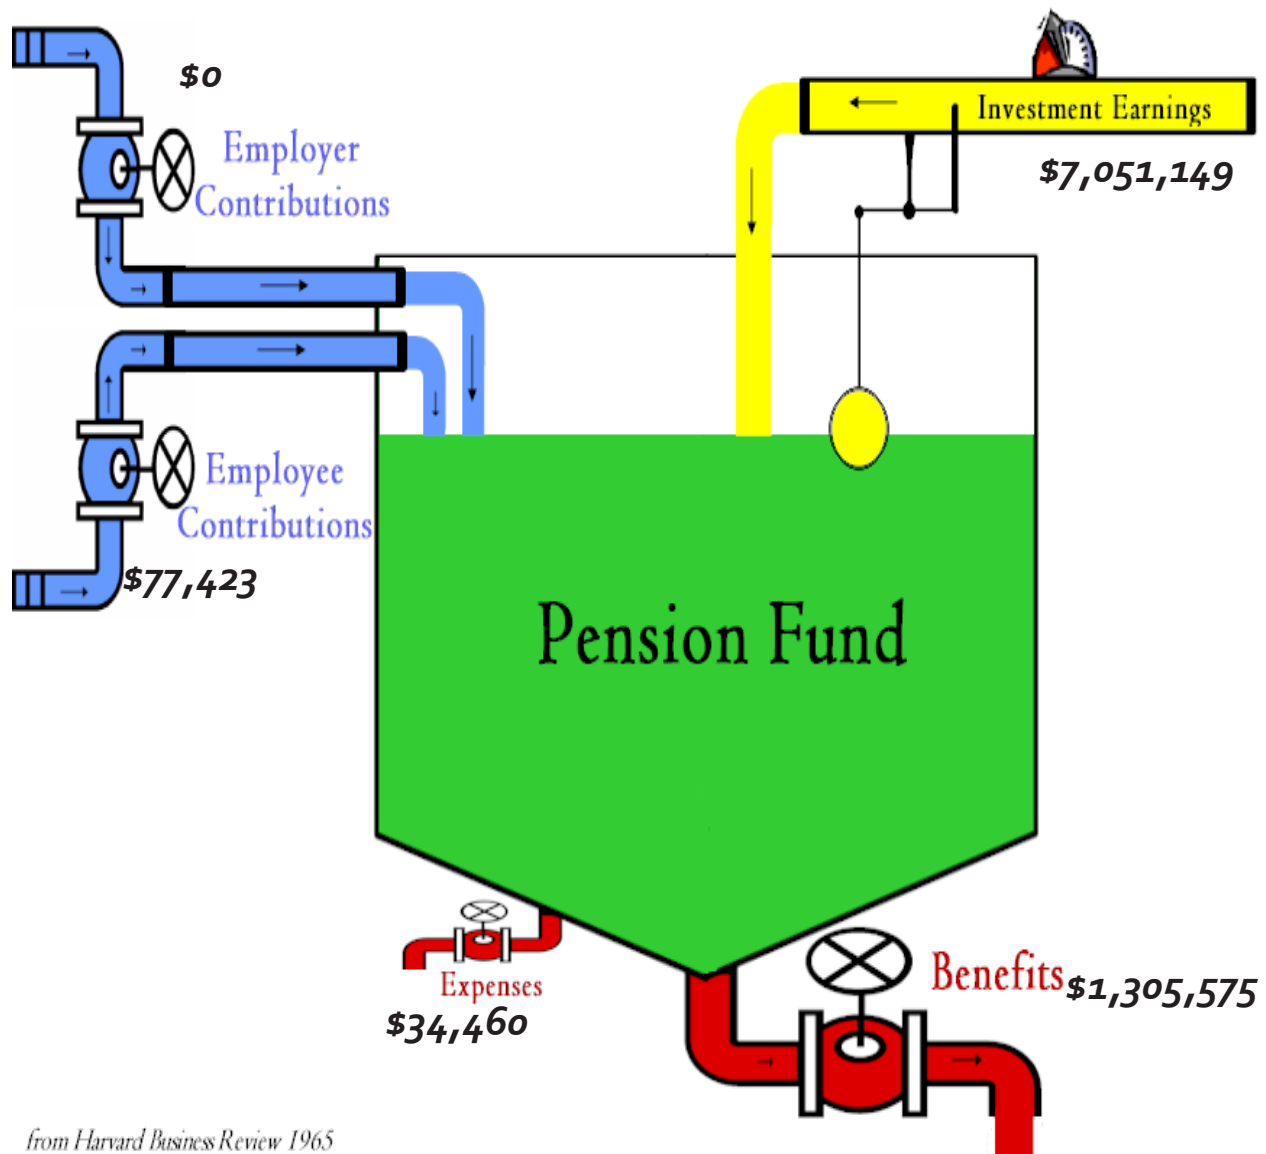 $0
Employer
Contributions
Investment Earnings
$7,051,149
Employee
Contributions
$77,423
Pension Fund
Expenses
$34,460
Benefits
$1,305,575
from Harvard Business Review 1965